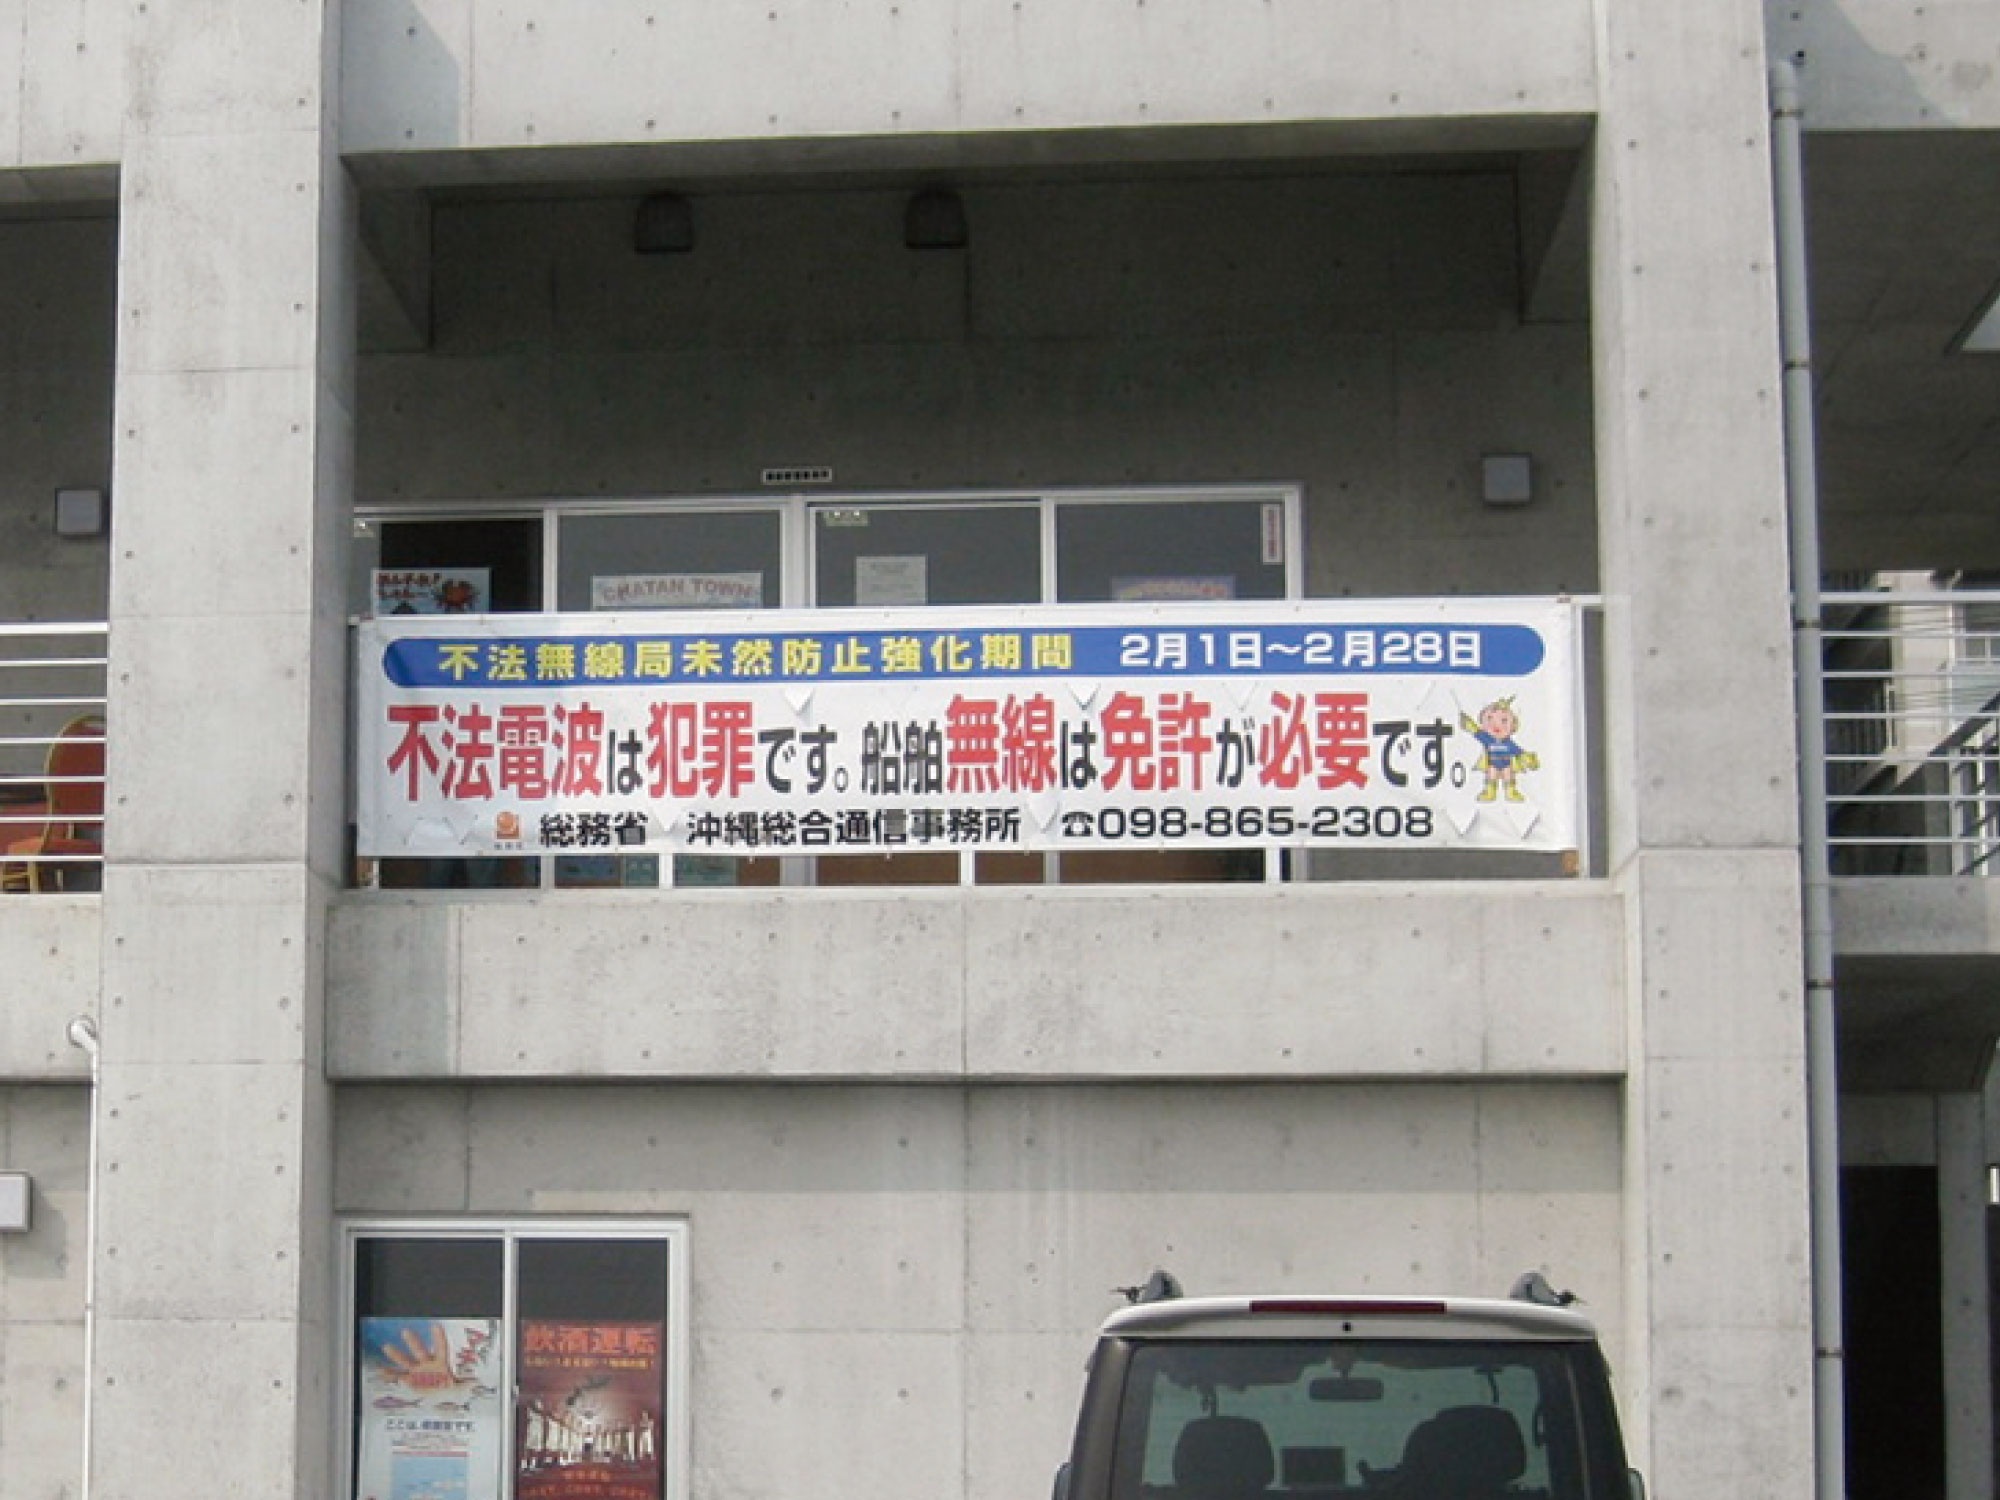 CHATAN TOWN
不法無線局未然防止強化期間 2月1日～2月28日
不法電波は犯罪です。船舶無線は免許が必要です。
総務省 沖縄総合通信事務所 ☎098-865-2308
飲酒運転